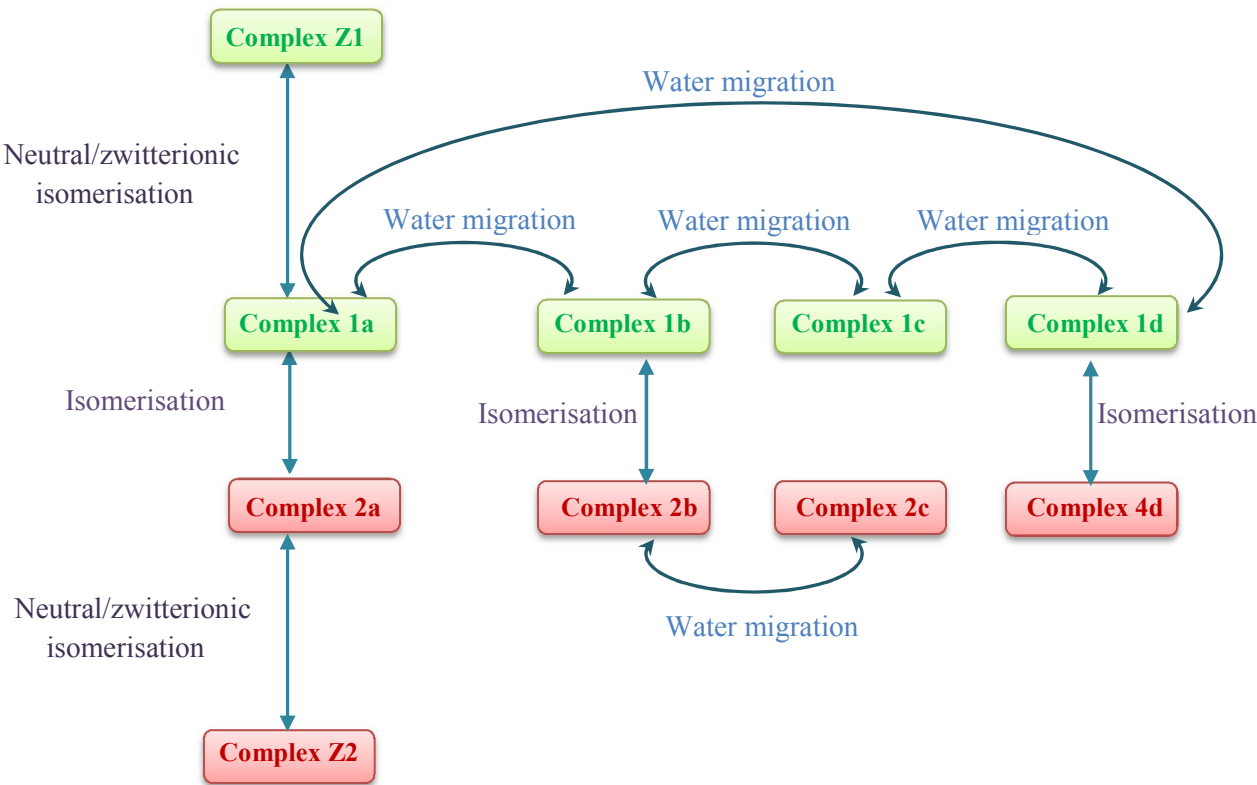 Complex Z1
Water migration
Neutral/zwitterionic
isomerisation
Water migration
Water migration
Water migration
Complex 1a
Complex 1b
Complex 1c
Complex 1d
Isomerisation
Isomerisation
Isomerisation
Complex 2a
Complex 2b
Complex 2c
Complex 4d
Neutral/zwitterionic
isomerisation
Water migration
Complex Z2